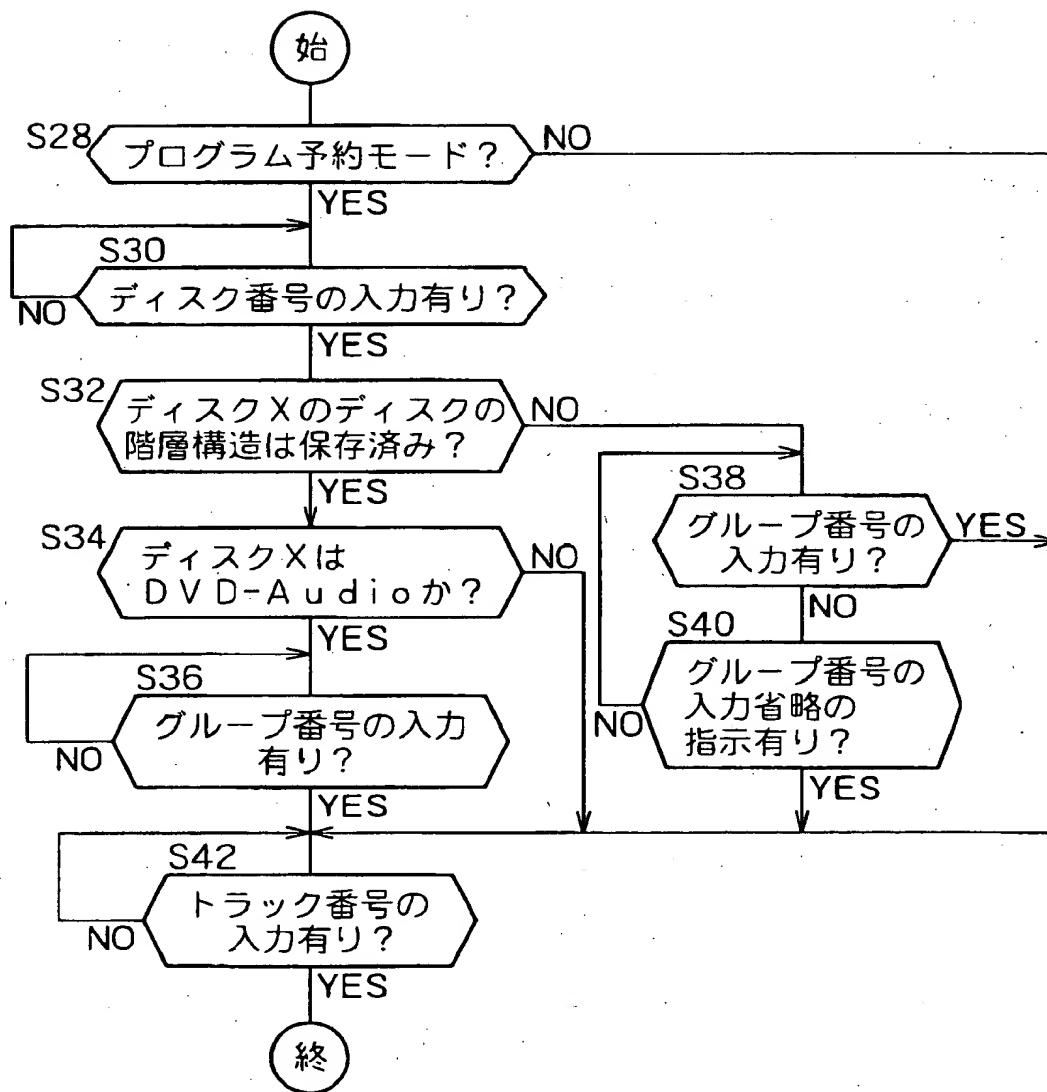 始
S28
プログラム予約モード?
NO
YES
S30
ディスク番号の入力有り?
NO
YES
S32
ディスクXのディスクの
階層構造は保存済み?
NO
YES
S38
グループ番号の
入力有り?
YES
NO
S34
ディスクXは
DVD-Audioか?
NO
YES
S40
グループ番号の
入力省略の
指示有り?
NO
YES
S36
グループ番号の入力
有り?
NO
YES
S42
トラック番号の
入力有り?
NO
YES
終